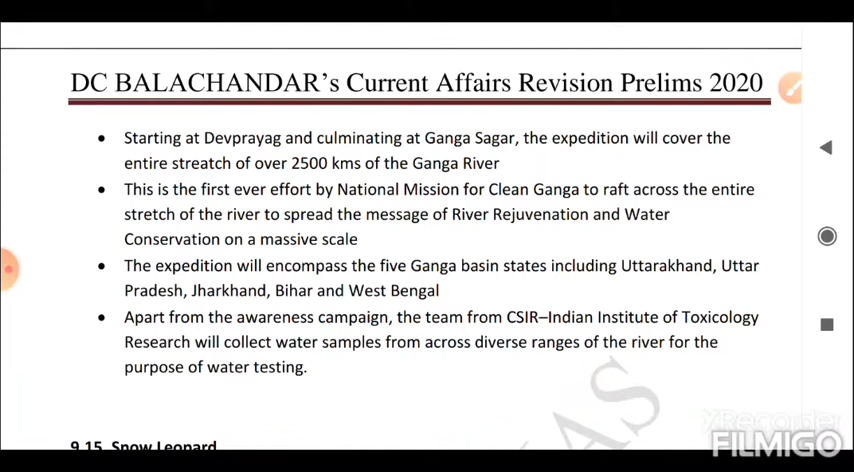 DC BALACHANDAR's Current Affairs Revision Prelims 2020
• Starting at Devprayag and culminating at Ganga Sagar, the expedition will cover the
entire streatch of over 2500 kms of the Ganga River
• This is the first ever effort by National Mission for Clean Ganga to raft across the entire
stretch of the river to spread the message of River Rejuvenation and Water
Conservation on a massive scale
• The expedition will encompass the five Ganga basin states including Uttarakhand, Uttar
Pradesh, Jharkhand, Bihar and West Bengal
• Apart from the awareness campaign, the team from CSIR–Indian Institute of Toxicology
Research will collect water samples from across diverse ranges of the river for the
purpose of water testing.
AS
XRecorder
9.15. Snow Leopard
FILMIGO